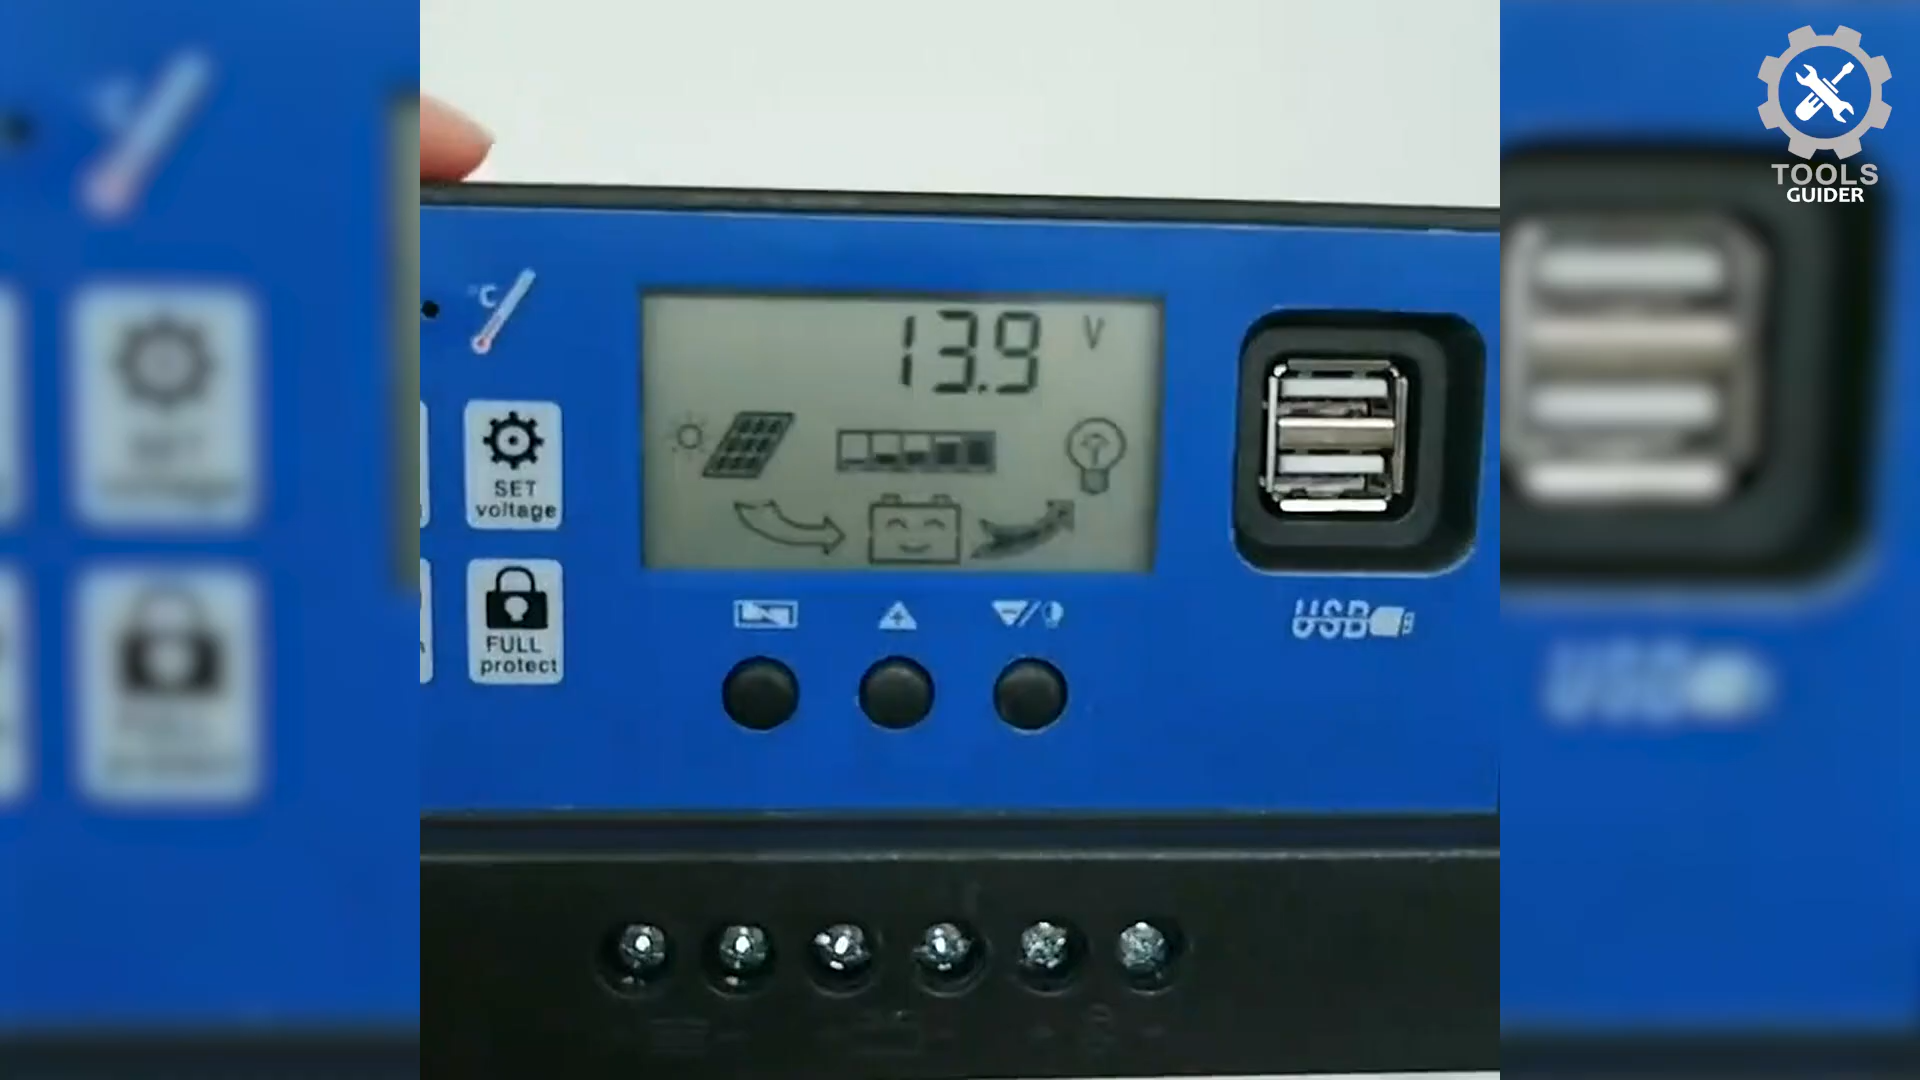 TOOLS
GUIDER
°C
13.9 V
SET
voltage
FULL
protect
USB